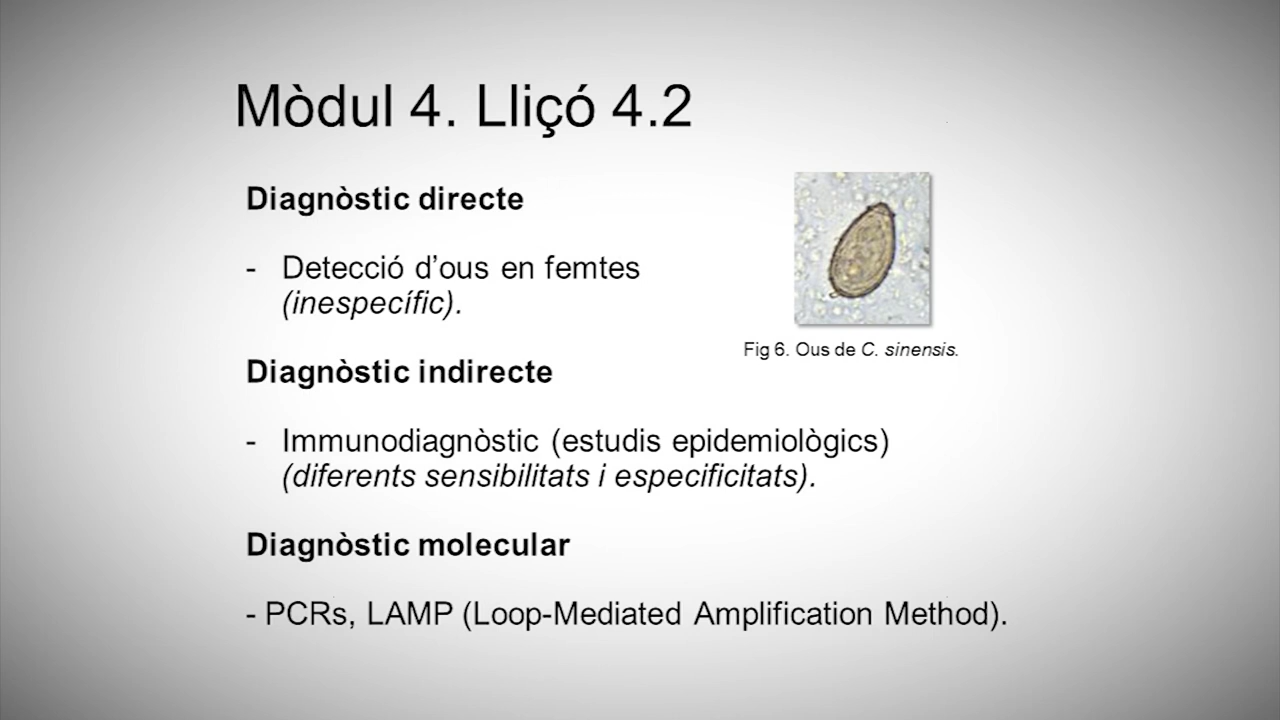 Mòdul 4. Lliçó 4.2
Diagnòstic directe
- Detecció d’ous en femtes
(inespecífic).
Fig 6. Ous de C. sinensis.
Diagnòstic indirecte
- Immunodiagnòstic (estudis epidemiològics)
(diferents sensibilitats i especificitats).
Diagnòstic molecular
- PCRs, LAMP (Loop-Mediated Amplification Method).